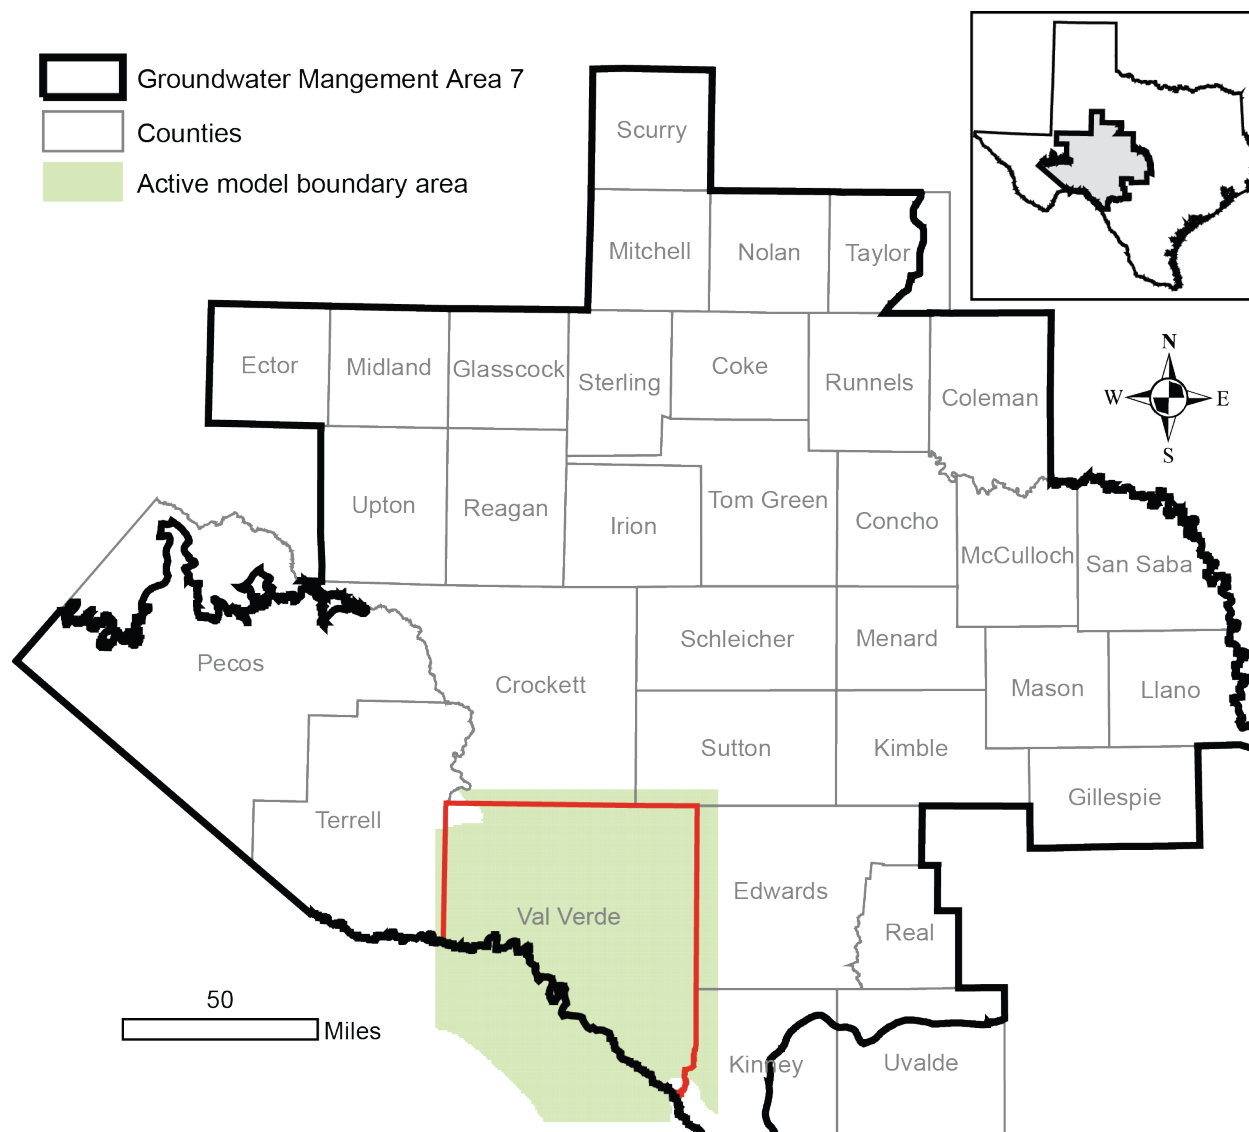 Groundwater Mangement Area 7
Counties
Active model boundary area
Scurry
Mitchell
Nolan
Taylor
Ector
Midland
Glasscock
Sterling
Coke
Runnels
Coleman
N
W
E
S
Upton
Reagan
Irion
Tom Green
Concho
McCulloch
San Saba
Pecos
Crockett
Schleicher
Menard
Mason
Llano
Sutton
Kimble
Gillespie
Terrell
Val Verde
Edwards
Real
Kinney
Uvalde
50
Miles